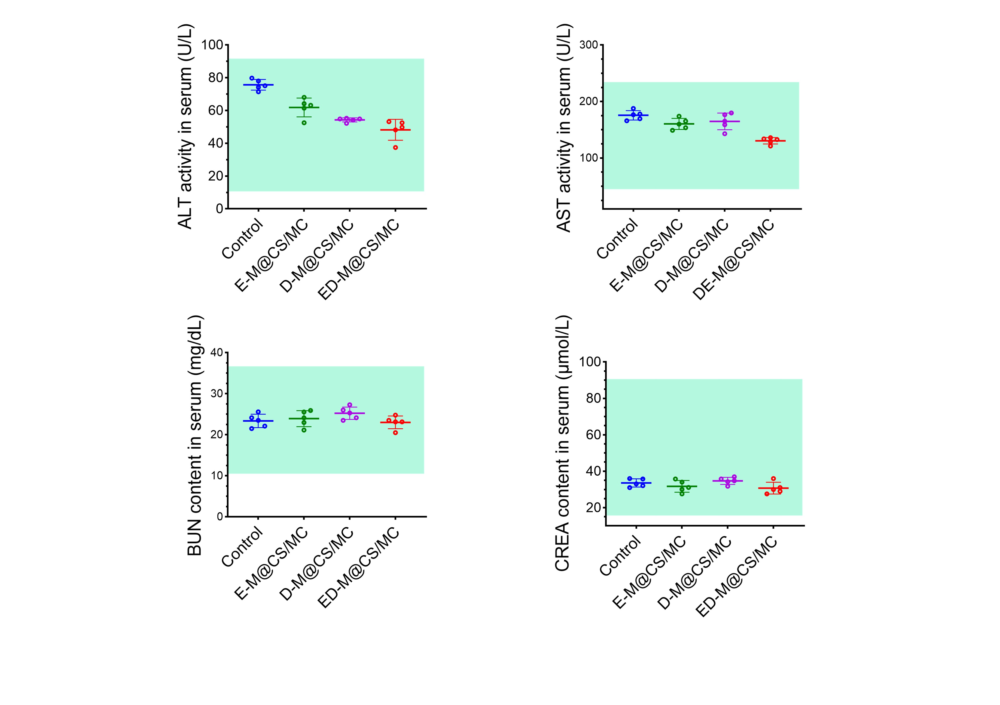 ALT activity in serum (U/L)
100
80
60
40
20
0
Control
E-M@CS/MC
D-M@CS/MC
ED-M@CS/MC
AST activity in serum (U/L)
300
200
100
Control
E-M@CS/MC
D-M@CS/MC
DE-M@CS/MC
BUN content in serum (mg/dL)
40
30
20
10
0
Control
E-M@CS/MC
D-M@CS/MC
ED-M@CS/MC
CREA content in serum (μmol/L)
100
80
60
40
20
Control
E-M@CS/MC
D-M@CS/MC
ED-M@CS/MC